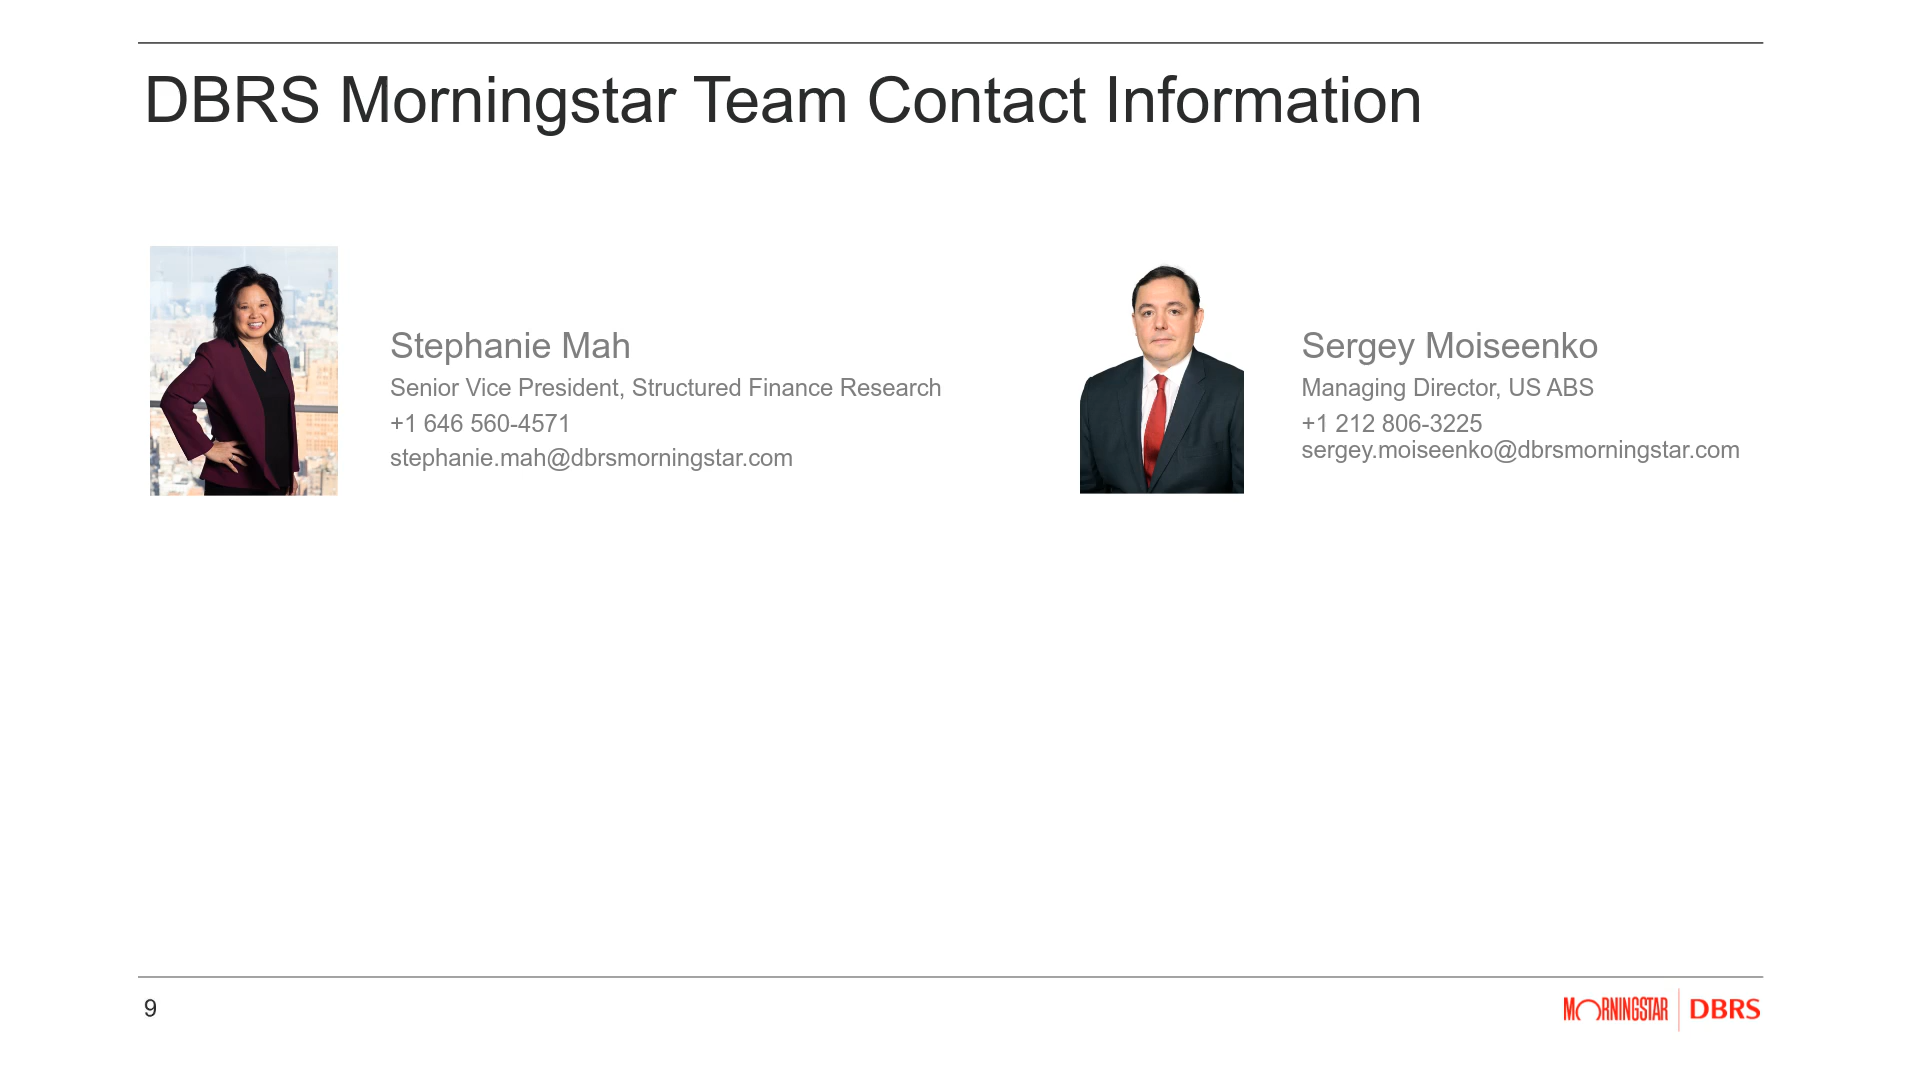 DBRS Morningstar Team Contact Information
Stephanie Mah
Senior Vice President, Structured Finance Research
+1 646 560-4571
stephanie.mah@dbrsmorningstar.com
Sergey Moiseenko
Managing Director, US ABS
+1 212 806-3225
sergey.moiseenko@dbrsmorningstar.com
9
MORNINGSTAR DBRS